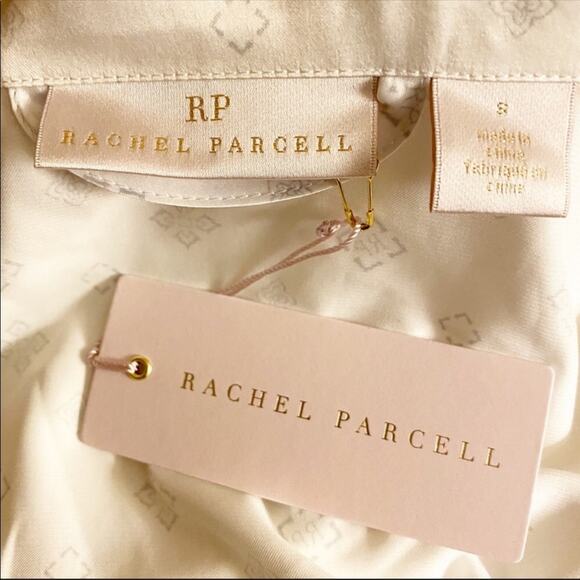 RP
RACHEL PARCELL
S
made in
China
Fabriqué en
Chine
RACHEL PARCELL